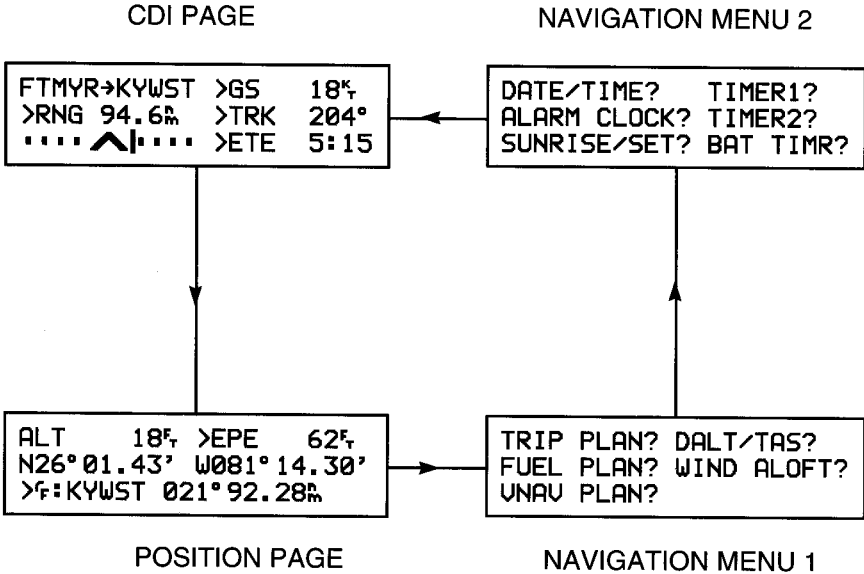 CDI PAGE
FTMYR→KYWST >GS 18KT
>RNG 94.6nm >TRK 204°
>ETE 5:15
NAVIGATION MENU 2
DATE/TIME? TIMER1?
ALARM CLOCK? TIMER2?
SUNRISE/SET? BAT TIMR?
ALT 18FT >EPE 62FT
N26°01.43' W081°14.30'
>fr:KYWST 021°92.28nm
POSITION PAGE
TRIP PLAN? DALT/TAS?
FUEL PLAN? WIND ALOFT?
VNAV PLAN?
NAVIGATION MENU 1